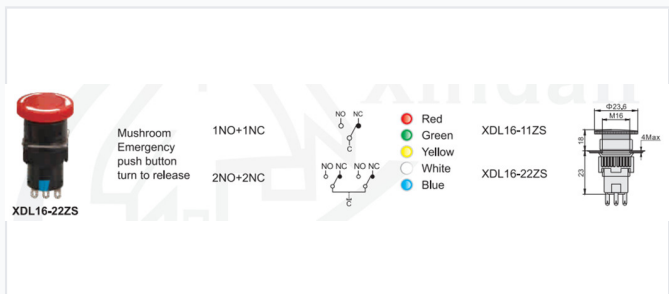 Xindali
Mushroom
Emergency
push button
turn to release
XDL16-22ZS
1NO+1NC
2NO+2NC
NO NC
C
NO NC NO NC
C
Red
Green
Yellow
White
Blue
XDL16-11ZS
XDL16-22ZS
Φ23,6
M16
4Max
18
23